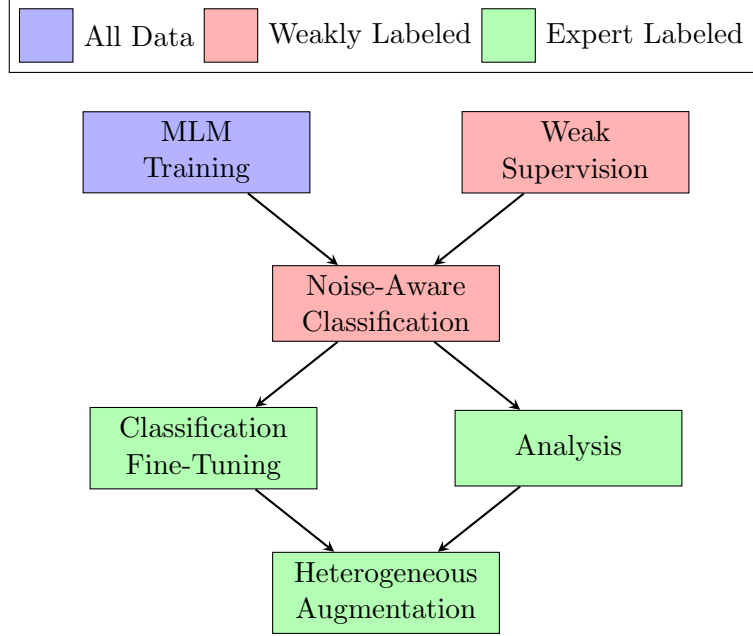 All Data Weakly Labeled Expert Labeled
MLM
Training
Weak
Supervision
Noise-Aware
Classification
Classification
Fine-Tuning
Analysis
Heterogeneous
Augmentation